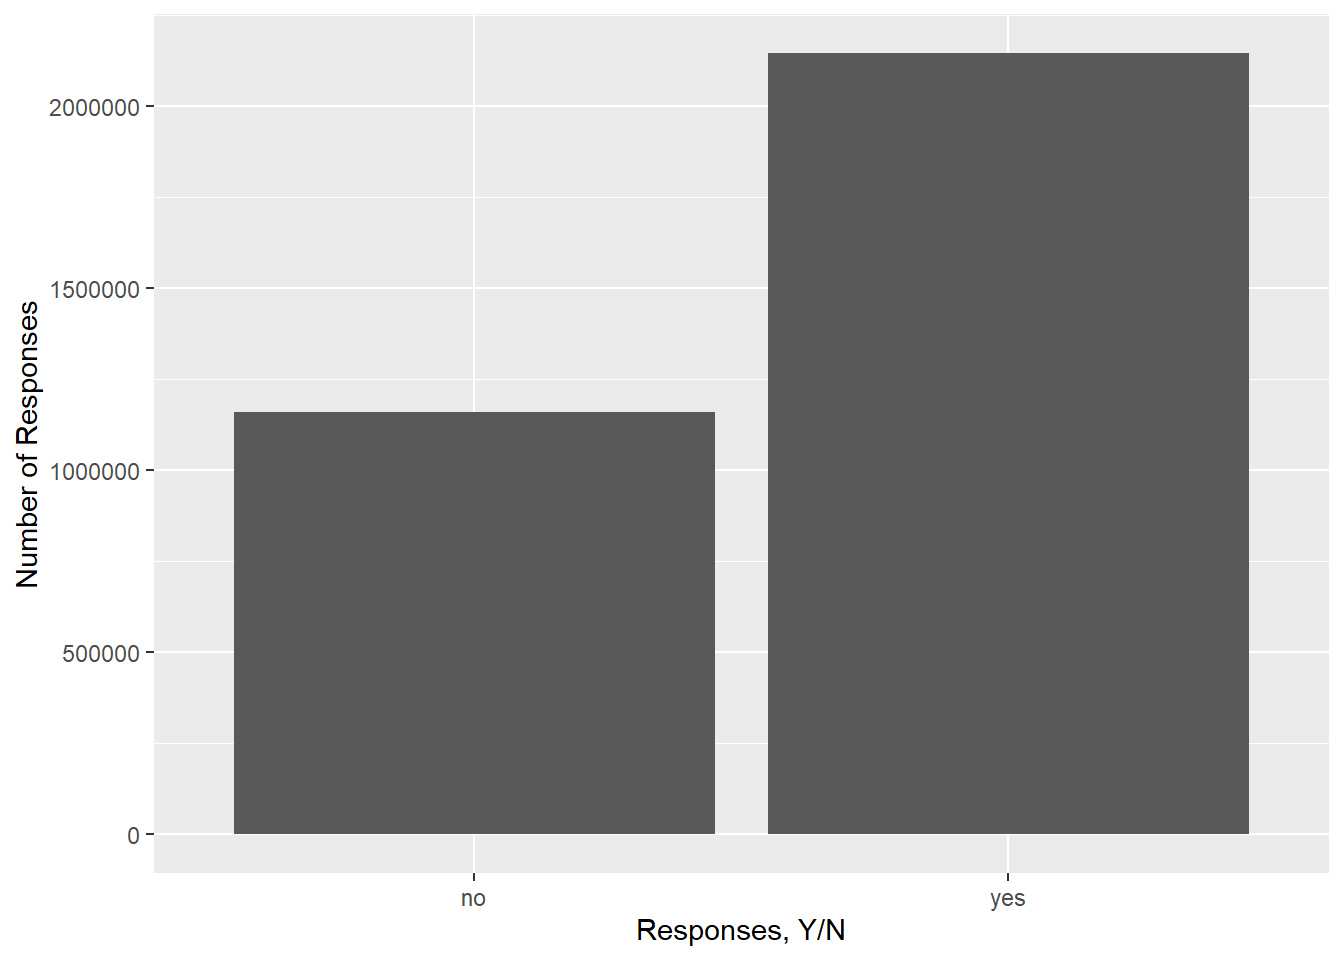 Number of Responses
2000000
1500000
1000000
500000
0
no
yes
Responses, Y/N